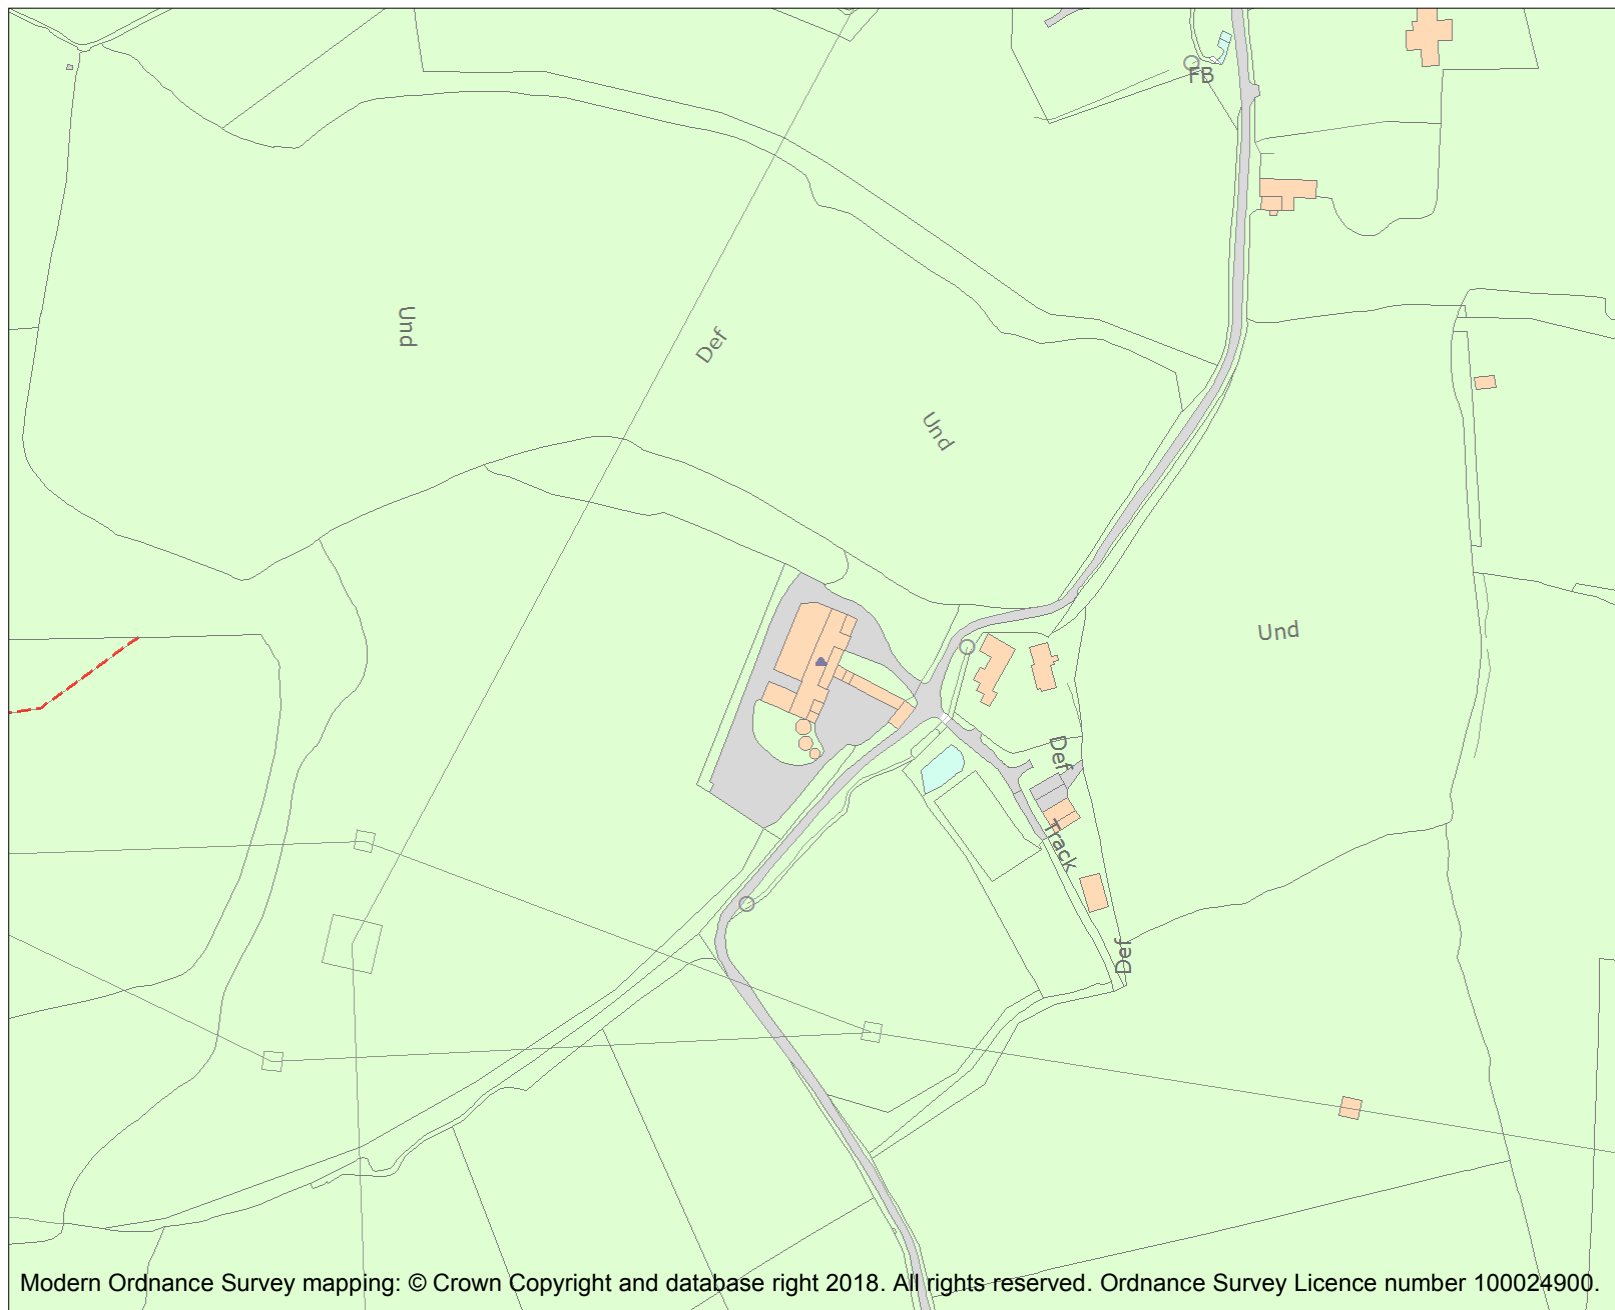 FB
Und
Def
Und
Und
Def
Track
Def
Modern Ordnance Survey mapping: © Crown Copyright and database right 2018. All rights reserved. Ordnance Survey Licence number 100024900.